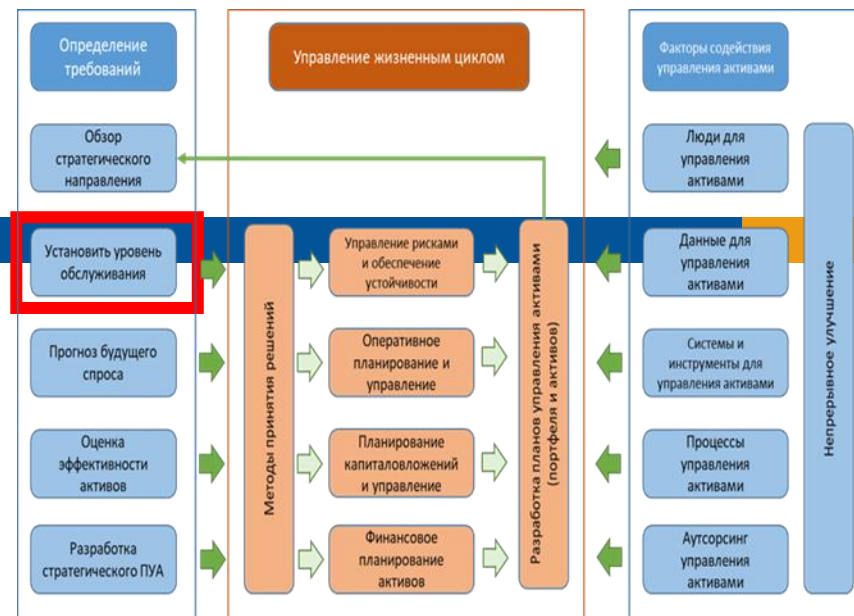 Определение
требований
Обзор
стратегического
направления
Установить уровень
обслуживания
Прогноз будущего
спроса
Оценка
эффективности
активов
Разработка
стратегического ПУА
Управление жизненным циклом
Методы принятия решений
Управление рисками
и обеспечение
устойчивости
Оперативное
планирование и
управление
Планирование
капиталовложений
и управление
Финансовое
планирование
активов
Разработка планов управления активами
(портфеля и активов)
Факторы содействия
управления активами
Люди для
управления
активами
Данные для
управления
активами
Системы и
инструменты для
управления активами
Процессы
управления
активами
Аутсорсинг
управления
активами
Непрерывное улучшение